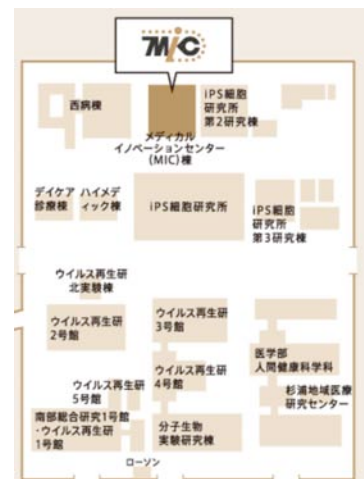 MiC
西病棟
iPS細胞
研究所
第2研究棟
メディカル
イノベーションセンター
(MIC)棟
デイケア
診療棟
ハイメディ
ック棟
iPS細胞研究所
iPS細胞
研究所
第3研究棟
ウイルス再生研
北実験棟
ウイルス再生研
2号館
ウイルス再生研
3号館
医学部
人間健康科学科
ウイルス再生研
5号館
ウイルス再生研
4号館
杉浦地域医療
研究センター
南部総合研究1号館
・ウイルス再生研
1号館
分子生物
実験研究棟
ローソン